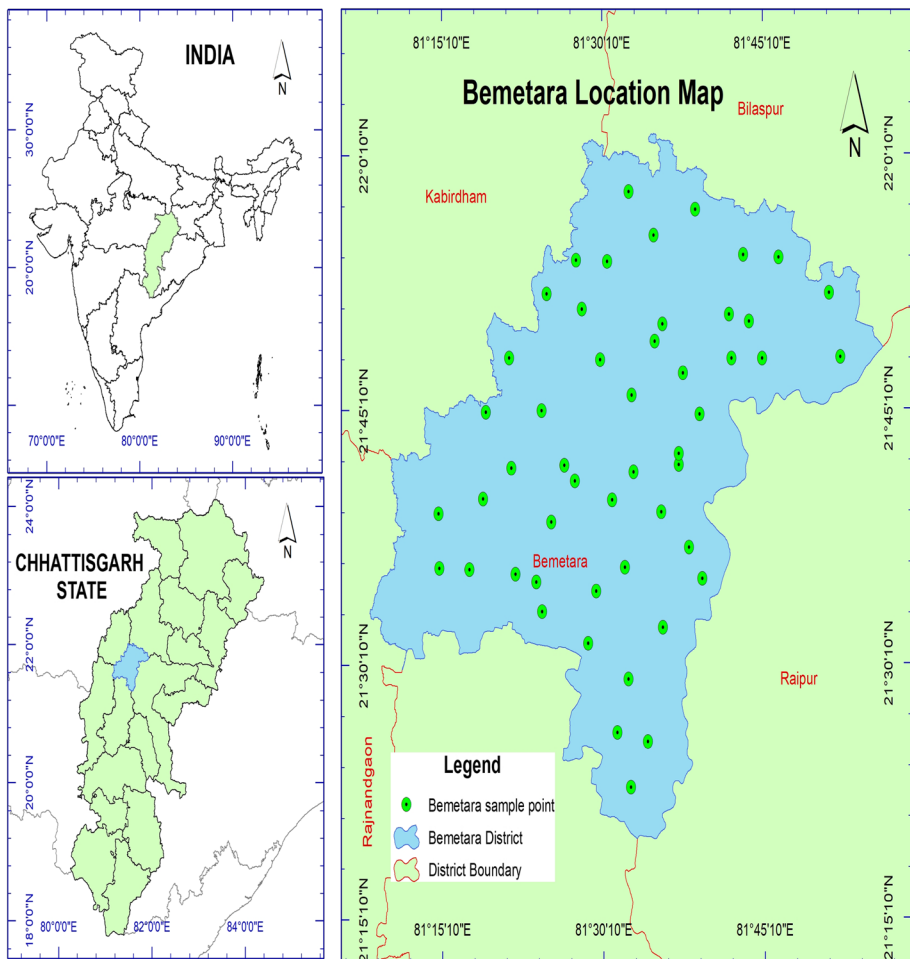 INDIA
N
30°0'0"N
20°0'0"N
70°0'0"E
80°0'0"E
90°0'0"E
CHHATTISGARH
STATE
N
24°0'0"N
22°0'0"N
20°0'0"N
18°0'0"N
80°0'0"E
82°0'0"E
84°0'0"E
81°15'10"E
81°30'10"E
81°45'10"E
Bemetara Location Map
N
Bilaspur
Kabirdham
22°0'10"N
22°0'10"N
21°45'10"N
21°45'10"N
Bemetara
21°30'10"N
21°30'10"N
Raipur
Rajnandgaon
Legend
Bemetara sample point
Bemetara District
District Boundary
21°15'10"N
21°15'10"N
81°15'10"E
81°30'10"E
81°45'10"E